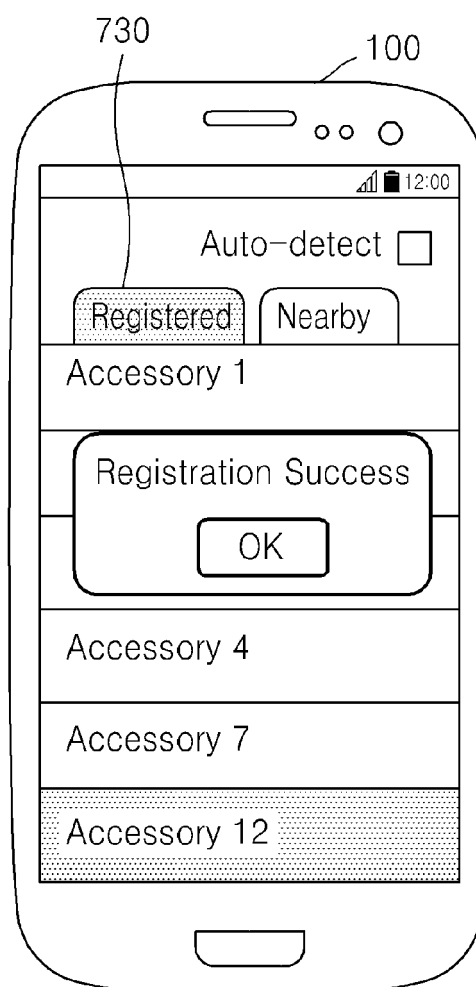 730
100
12:00
Auto-detect
Registered Nearby
Accessory 1
Registration Success
OK
Accessory 4
Accessory 7
Accessory 12